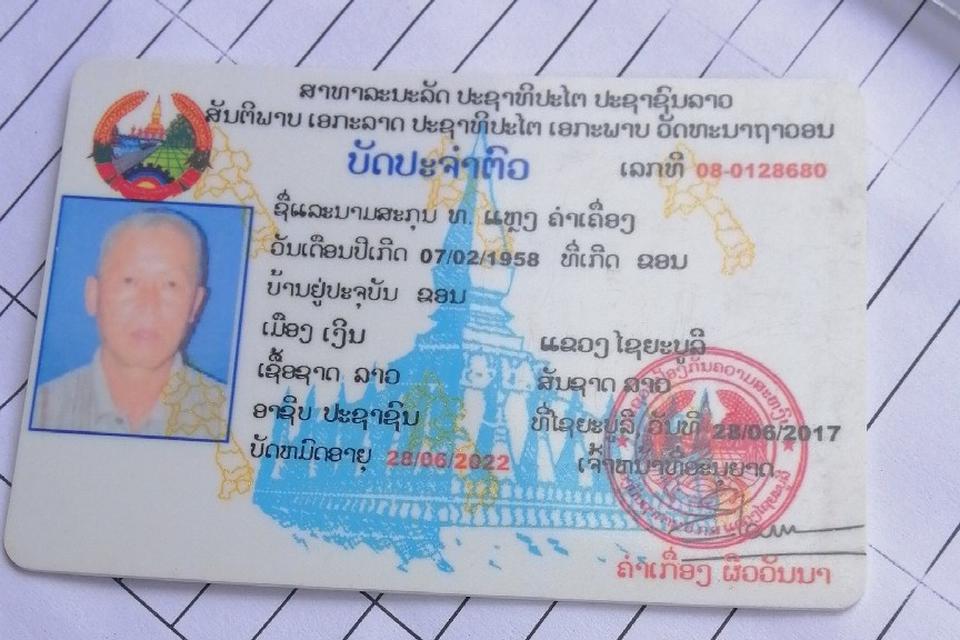 ສາທາລະນະລັດ ປະຊາທິປະໄຕ ປະຊາຊົນລາວ
ສັນຕິພາບ ເອກະລາດ ປະຊາທິປະໄຕ ເອກະພາບ ວັດທະນາຖາວອນ
ບັດປະຈຳຕົວ ເລກທີ 08-0128680
ຊື່ແລະນາມສະກຸນ ທ. ແຫຼງ ຄຳເຄື່ອງ
ວັນເດືອນປີເກີດ 07/02/1958 ທີ່ເກີດ ຂອນ
ບ້ານຢູ່ປະຈຸບັນ ຂອນ
ເມືອງ ເງິນ ແຂວງ ໄຊຍະບູລີ
ເຊື້ອຊາດ ລາວ ສັນຊາດ ລາວ
ອາຊີບ ປະຊາຊົນ ທີ່ໄຊຍະບູລີ, ວັນທີ 28/06/2017
ບັດຫມົດອາຍຸ 28/06/2022 ເຈົ້າຫນ້າທີ່ອະນຸຍາດ
ຄຳເກື່ອງ ຜິວວັນນາ